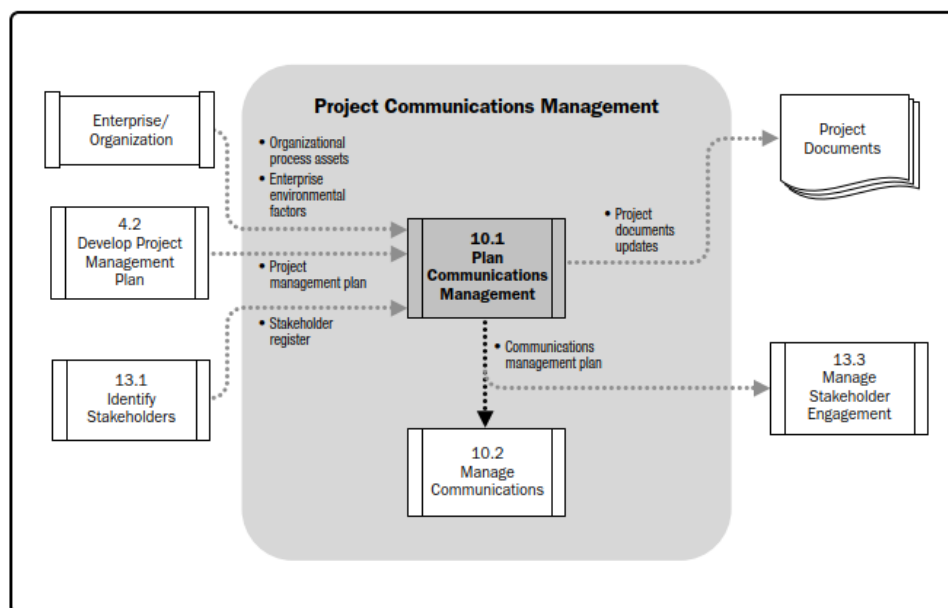 Project Communications Management
Enterprise/
Organization
• Organizational
process assets
• Enterprise
environmental
factors
Project
Documents
4.2
Develop Project
Management
Plan
• Project
management plan
10.1
Plan
Communications
Management
• Project
documents
updates
• Stakeholder
register
13.1
Identify
Stakeholders
• Communications
management plan
13.3
Manage
Stakeholder
Engagement
10.2
Manage
Communications